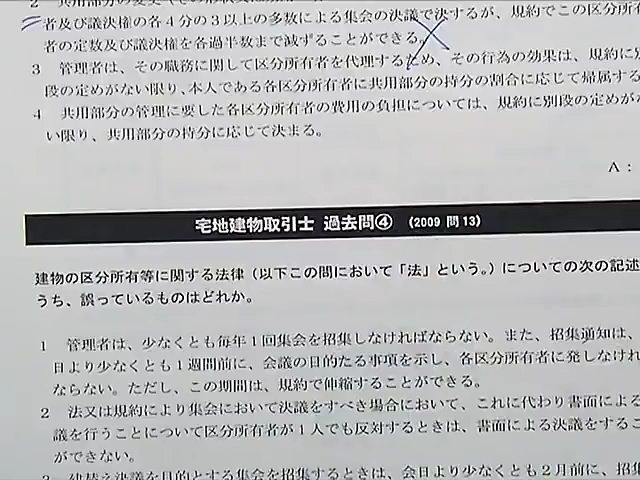 2 共用部分の変更
者及び議決権の各4分の3以上の多数による集会の決議で決するが、規約でこの区分所有
者の定数及び議決権を各過半数まで減ずることができる。
3 管理者は、その職務に関して区分所有者を代理するため、その行為の効果は、規約に別
段の定めがない限り、本人である各区分所有者に共用部分の持分の割合に応じて帰属する
4 共用部分の管理に要した各区分所有者の費用の負担については、規約に別段の定めがな
い限り、共用部分の持分に応じて決まる。
A:
宅地建物取引士 過去問④ (2009 問13)
建物の区分所有等に関する法律(以下この問において「法」という。)についての次の記述
うち、誤っているものはどれか。
1 管理者は、少なくとも毎年1回集会を招集しなければならない。また、招集通知は、
日より少なくとも1週間前に、会議の目的たる事項を示し、各区分所有者に発しなけれ
ならない。ただし、この期間は、規約で伸縮することができる。
2 法又は規約により集会において決議をすべき場合において、これに代わり書面による
議を行うことについて区分所有者が1人でも反対するときは、書面による決議をするこ
ができない。
3 建替え決議を目的とする集会を招集するときは、会日より少なくとも2月前に、招集